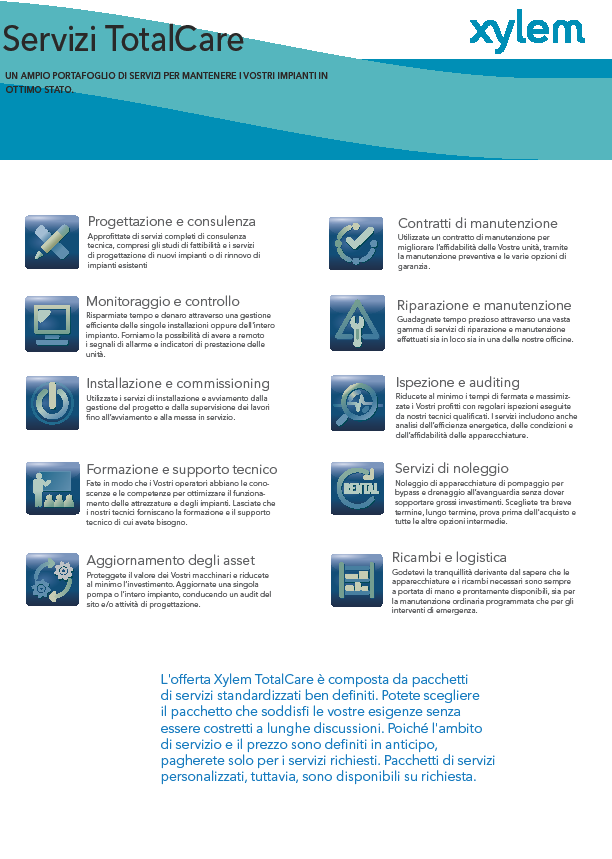 Servizi TotalCare
xylem
UN AMPIO PORTAFOGLIO DI SERVIZI PER MANTENERE I VOSTRI IMPIANTI IN
OTTIMO STATO.
Progettazione e consulenza
Approfittate di servizi completi di consulenza
tecnica, compresi gli studi di fattibilità e i servizi
di progettazione di nuovi impianti o di rinnovo di
impianti esistenti
Monitoraggio e controllo
Risparmiate tempo e denaro attraverso una gestione
efficiente delle singole installazioni oppure dell'intero
impianto. Forniamo la possibilità di avere a remoto
i segnali di allarme e indicatori di prestazione delle
unità.
Installazione e commissioning
Utilizzate i servizi di installazione e avviamento dalla
gestione del progetto e dalla supervisione dei lavori
fino all'avviamento e alla messa in servizio.
Formazione e supporto tecnico
Fate in modo che i Vostri operatori abbiano le cono-
scenze e le competenze per ottimizzare il funziona-
mento delle attrezzature e degli impianti. Lasciate che
i nostri tecnici forniscano la formazione e il supporto
tecnico di cui avete bisogno.
Aggiornamento degli asset
Proteggete il valore dei Vostri macchinari e riducete
al minimo l'investimento. Aggiornate una singola
pompa o l'intero impianto, conducendo un audit del
sito e/o attività di progettazione.
Contratti di manutenzione
Utilizzate un contratto di manutenzione per
migliorare l'affidabilità delle Vostre unità, tramite
la manutenzione preventiva e le varie opzioni di
garanzia.
Riparazione e manutenzione
Guadagnate tempo prezioso attraverso una vasta
gamma di servizi di riparazione e manutenzione
effettuati sia in loco sia in una delle nostre officine.
Ispezione e auditing
Riducete al minimo i tempi di fermata e massimiz-
zate i Vostri profitti con regolari ispezioni eseguite
da nostri tecnici qualificati. I servizi includono anche
analisi dell'efficienza energetica, delle condizioni e
dell'affidabilità delle apparecchiature.
RENTAL
Servizi di noleggio
Noleggio di apparecchiature di pompaggio per
bypass e drenaggio all'avanguardia senza dover
sopportare grossi investimenti. Scegliete tra breve
termine, lungo termine, prova prima dell'acquisto e
tutte le altre opzioni intermedie.
Ricambi e logistica
Godetevi la tranquillità derivante dal sapere che le
apparecchiature e i ricambi necessari sono sempre
a portata di mano e prontamente disponibili, sia per
la manutenzione ordinaria programmata che per gli
interventi di emergenza.
L'offerta Xylem TotalCare è composta da pacchetti
di servizi standardizzati ben definiti. Potete scegliere
il pacchetto che soddisfi le vostre esigenze senza
essere costretti a lunghe discussioni. Poiché l'ambito
di servizio e il prezzo sono definiti in anticipo,
pagherete solo per i servizi richiesti. Pacchetti di servizi
personalizzati, tuttavia, sono disponibili su richiesta.